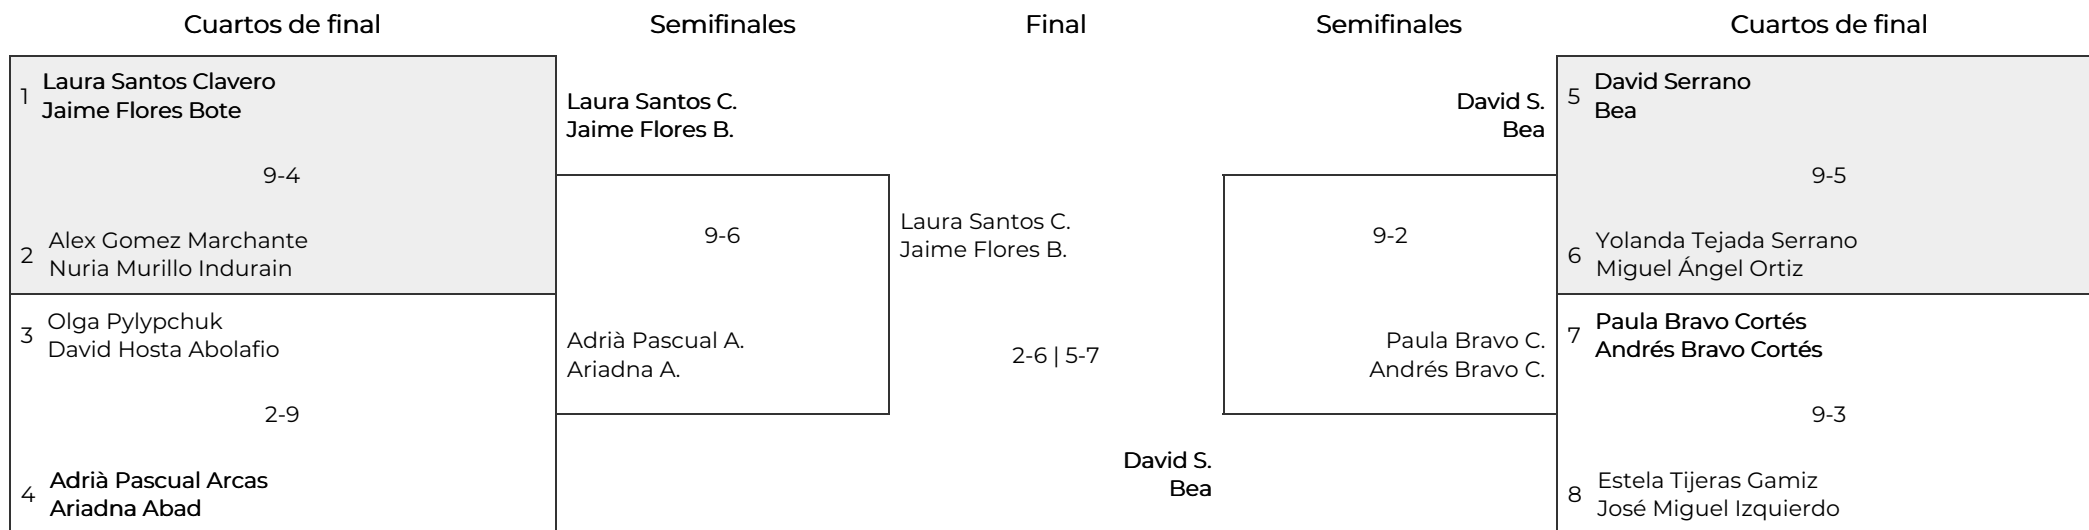 Cuartos de final
Semifinales
Final
Semifinales
Cuartos de final
1
Laura Santos Clavero
Jaime Flores Bote
9-4
2
Alex Gomez Marchante
Nuria Murillo Indurain
3
Olga Pylypchuk
David Hosta Abolafio
2-9
4
Adrià Pascual Arcas
Ariadna Abad
Laura Santos C.
Jaime Flores B.
9-6
Adrià Pascual A.
Ariadna A.
Laura Santos C.
Jaime Flores B.
2-6 | 5-7
David S.
Bea
David S.
Bea
9-2
Paula Bravo C.
Andrés Bravo C.
5
David Serrano
Bea
9-5
6
Yolanda Tejada Serrano
Miguel Ángel Ortiz
7
Paula Bravo Cortés
Andrés Bravo Cortés
9-3
8
Estela Tijeras Gamiz
José Miguel Izquierdo